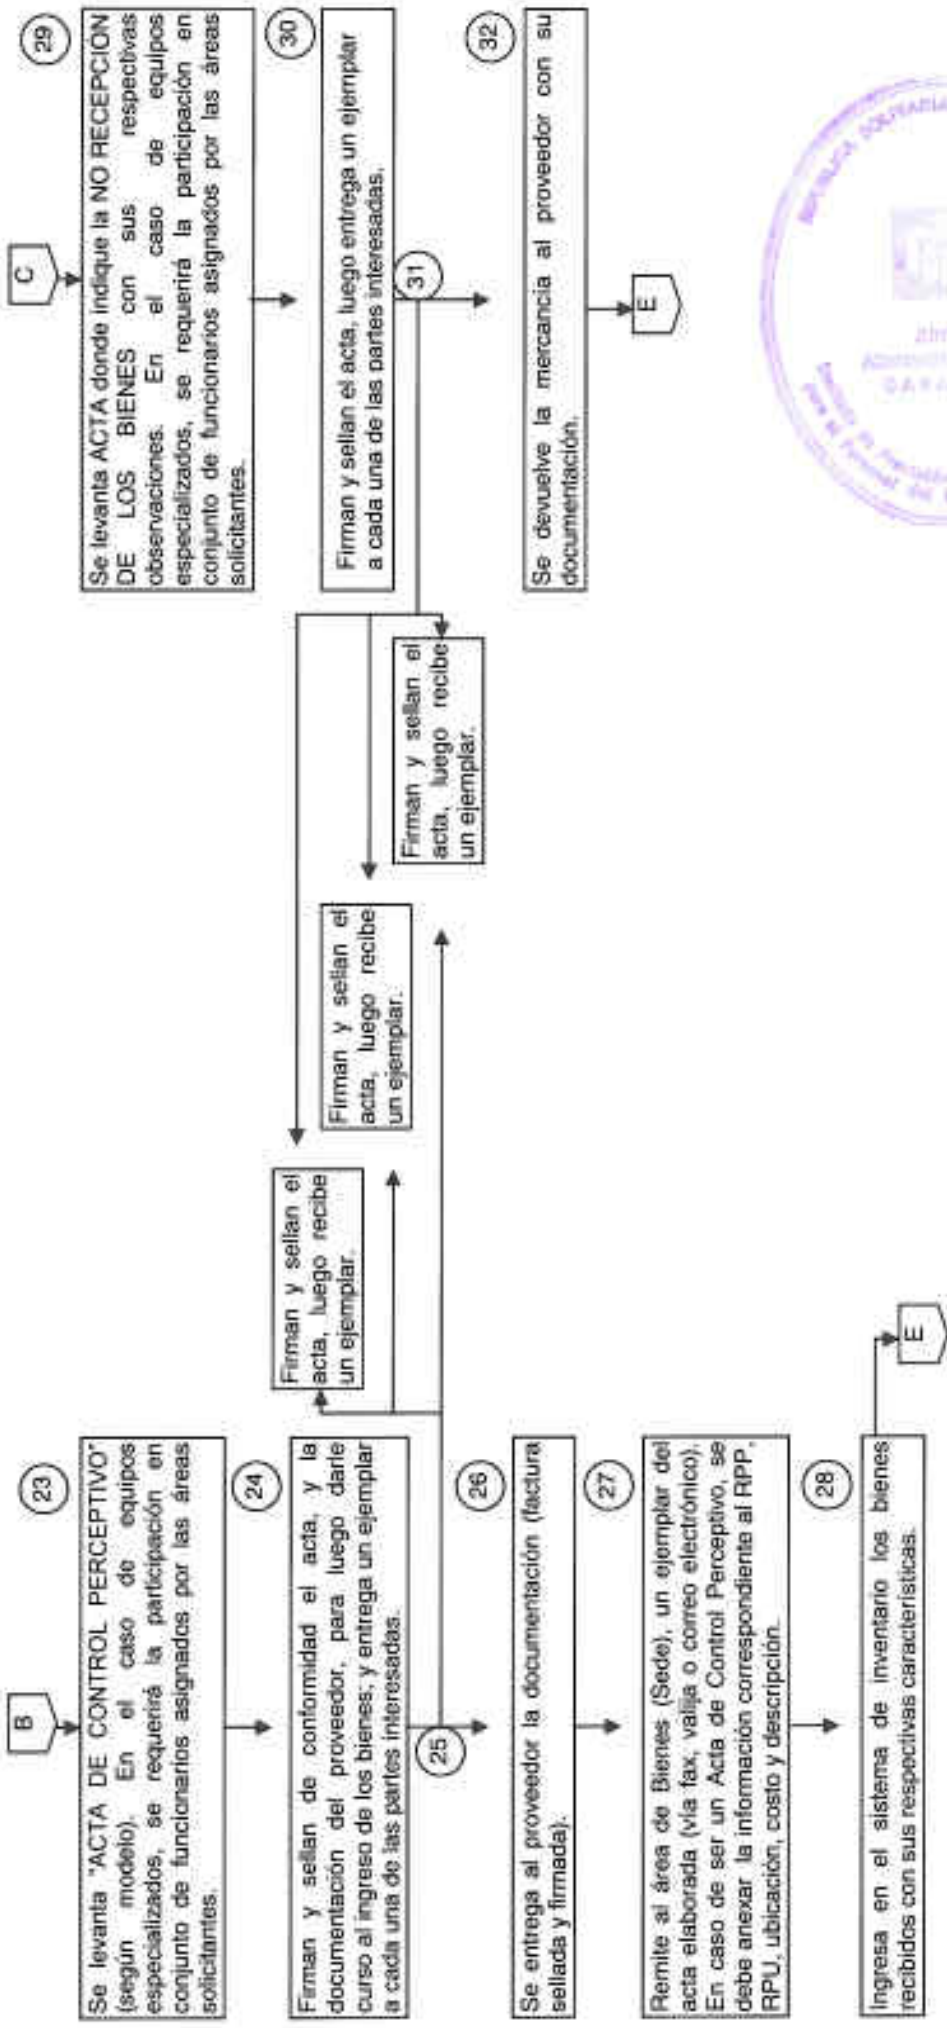 B
23
Se levanta "ACTA DE CONTROL PERCEPTIVO"
(según modelo). En el caso de equipos
especializados, se requerirá la participación en
conjunto de funcionarios asignados por las áreas
solicitantes.
24
Firman y sellan de conformidad el acta, y la
documentación del proveedor, para luego darle
curso al ingreso de los bienes; y entrega un ejemplar
a cada una de las partes interesadas.
25
Firman y sellan el
acta, luego recibe
un ejemplar.
Firman y sellan el
acta, luego recibe
un ejemplar.
Firman y sellan el
acta, luego recibe
un ejemplar.
26
Se entrega al proveedor la documentación (factura
sellada y firmada).
27
Remite al área de Bienes (Sede), un ejemplar del
acta elaborada (vía fax, valija o correo electrónico).
En caso de ser un Acta de Control Perceptivo, se
debe anexar la información correspondiente al RPP,
RPU, ubicación, costo y descripción.
28
Ingresa en el sistema de inventario los bienes
recibidos con sus respectivas características.
E
C
29
Se levanta ACTA donde indique la NO RECEPCIÓN
DE LOS BIENES con sus respectivas
observaciones. En el caso de equipos
especializados, se requerirá la participación en
conjunto de funcionarios asignados por las áreas
solicitantes.
30
Firman y sellan el acta, luego entrega un ejemplar
a cada una de las partes interesadas.
31
32
Se devuelve la mercancia al proveedor con su
documentación.
E